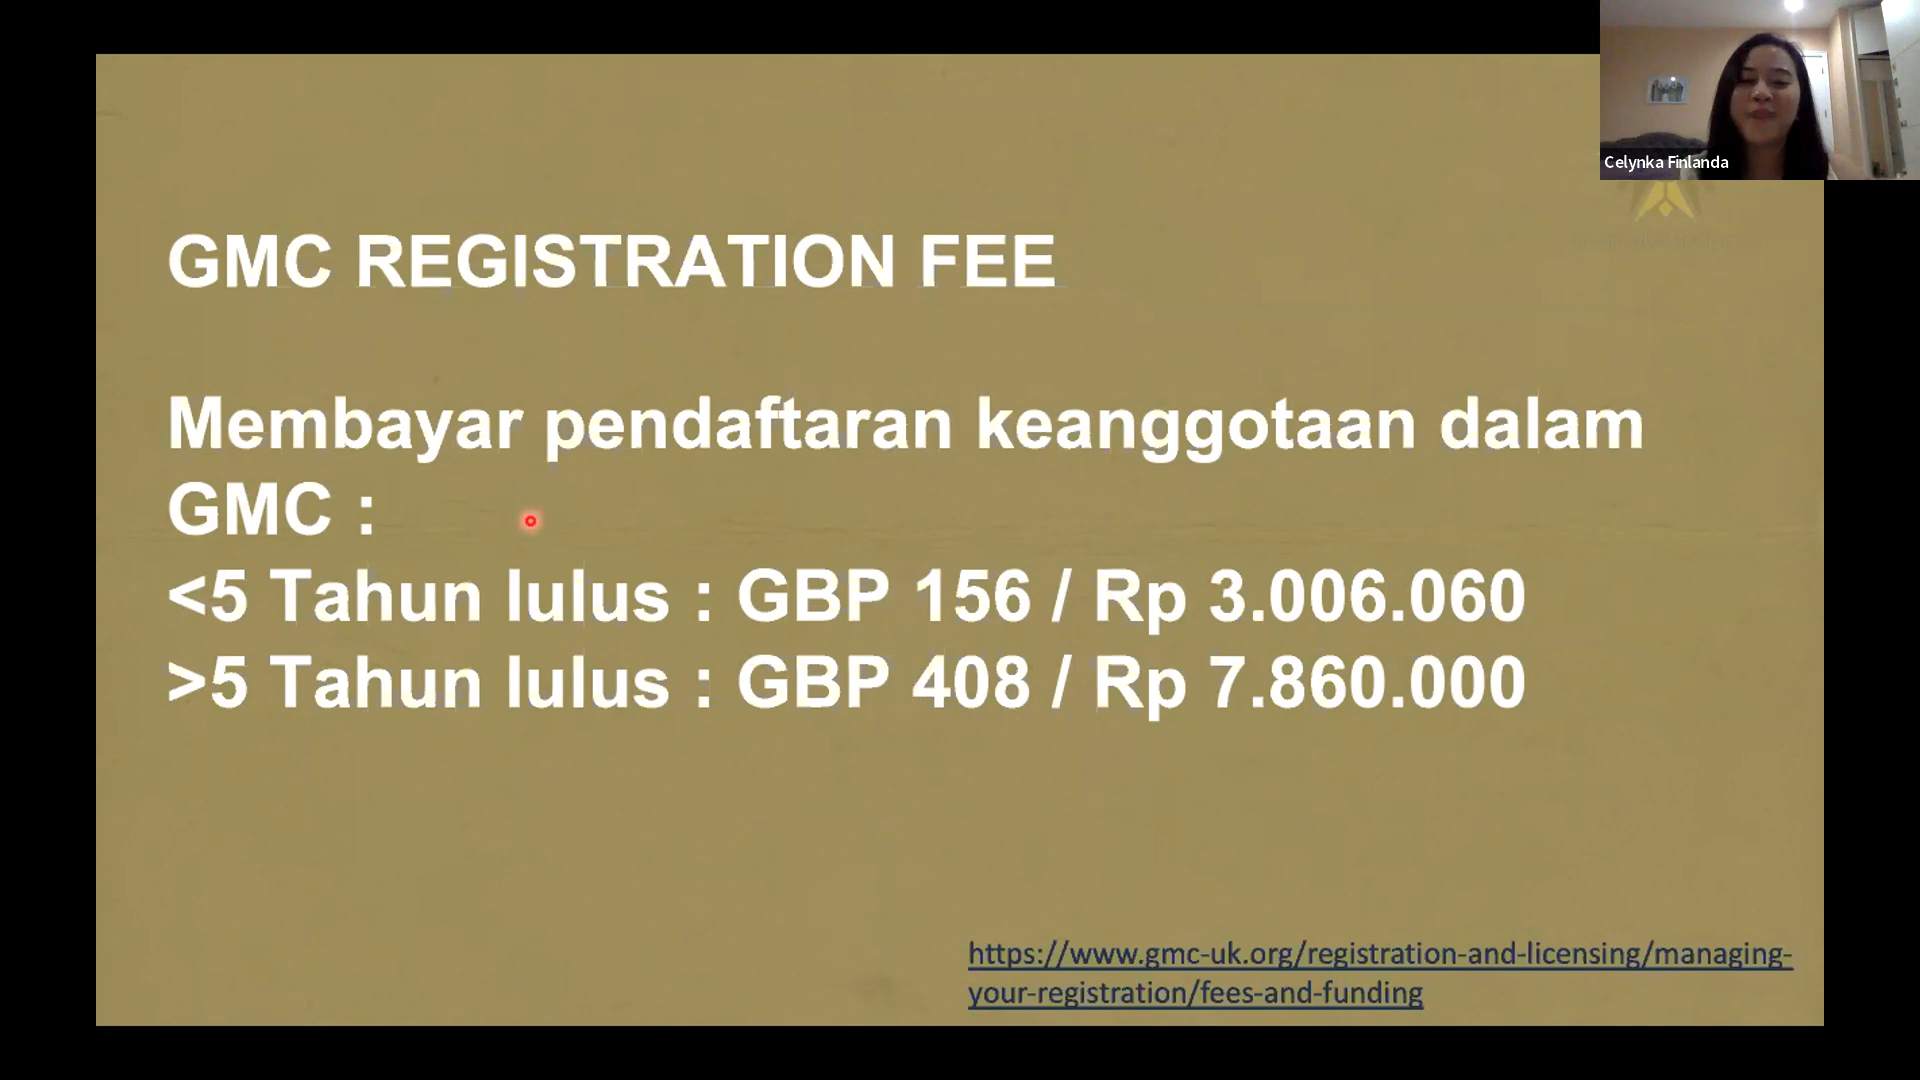 Celynka Finlanda
GMC REGISTRATION FEE
Membayar pendaftaran keanggotaan dalam
GMC :
<5 Tahun lulus : GBP 156 / Rp 3.006.060
>5 Tahun lulus : GBP 408 / Rp 7.860.000
https://www.gmc-uk.org/registration-and-licensing/managing-
your-registration/fees-and-funding